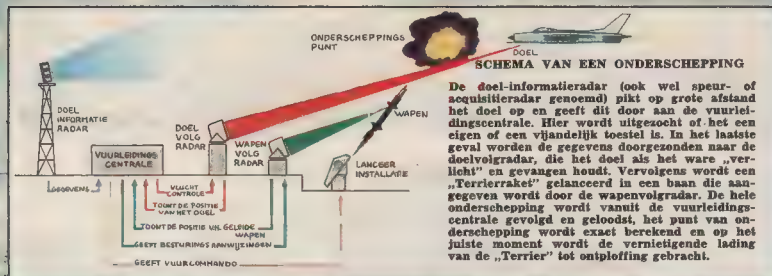 ONDERSCHEPPINGS
PUNT
DOEL
DOEL
INFORMATIE
RADAR
DOEL
VOLG
RADAR
WAPEN
VOLG
RADAR
WAPEN
VUURLEIDINGS
CENTRALE
LANCEER
INSTALLATIE
GEGEVENS
VLUCHT
CONTROLE
TOONT DE POSITIE
VAN HET DOEL
TOONT DE POSITIE V.H. GELEIDE
WAPEN
GEEFT BESTURINGS AANWIJZINGEN
GEEFT VUURCOMMANDO
SCHEMA VAN EEN ONDERSCHEPPING
De doel-informatieradar (ook wel speur- of
acquisitieradar genoemd) pikt op grote afstand
het doel op en geeft dit door aan de vuurlei-
dingscentrale. Hier wordt uitgezocht of het een
eigen of een vijandelijk toestel is. In het laatste
geval worden de gegevens doorgezonden naar de
doelvolgradar, die het doel als het ware „ver-
licht” en gevangen houdt. Vervolgens wordt een
„Terrierraket” gelanceerd in een baan die aan-
gegeven wordt door de wapenvolgradar. De hele
onderschepping wordt vanuit de vuurleidings-
centrale gevolgd en geloodst, het punt van on-
derschepping wordt exact berekend en op het
juiste moment wordt de vernietigende lading
van de „Terrier” tot ontploffing gebracht.